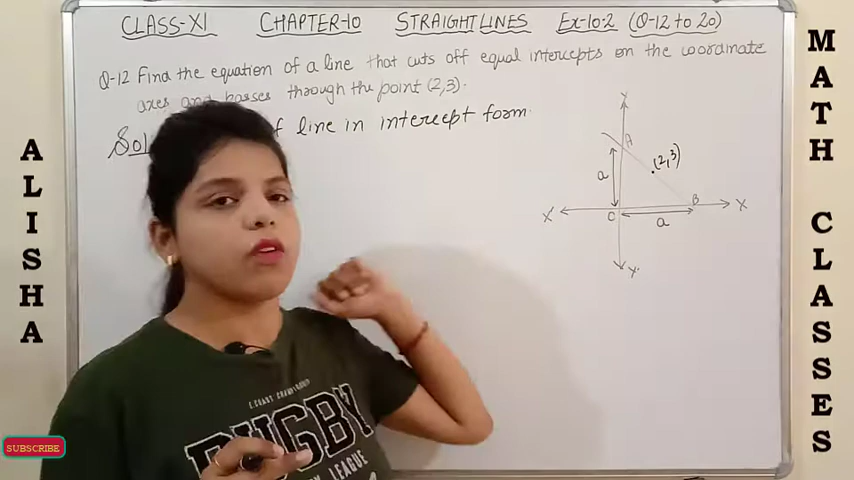 CLASS-XI CHAPTER-10 STRAIGHT LINES Ex-10.2 (Q-12 to 20)
Q-12 Find the equation of a line that cuts off equal intercepts on the coordinate
axes and passes through the point (2,3).
Sol
line in intercept form.
Y
A
(2,3)
a
X' O B X
a
Y'
ALISHA
MATH CLASSES
RUGBY
LEAGUE
SUBSCRIBE